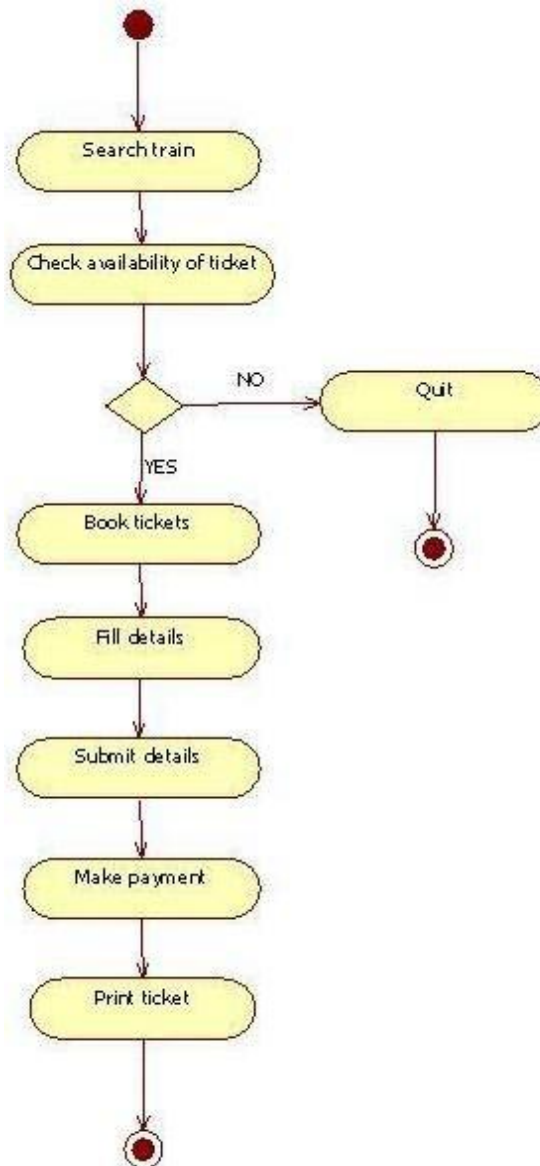 Search train
Check availability of ticket
NO
Quit
YES
Book tickets
Fill details
Submit details
Make payment
Print ticket